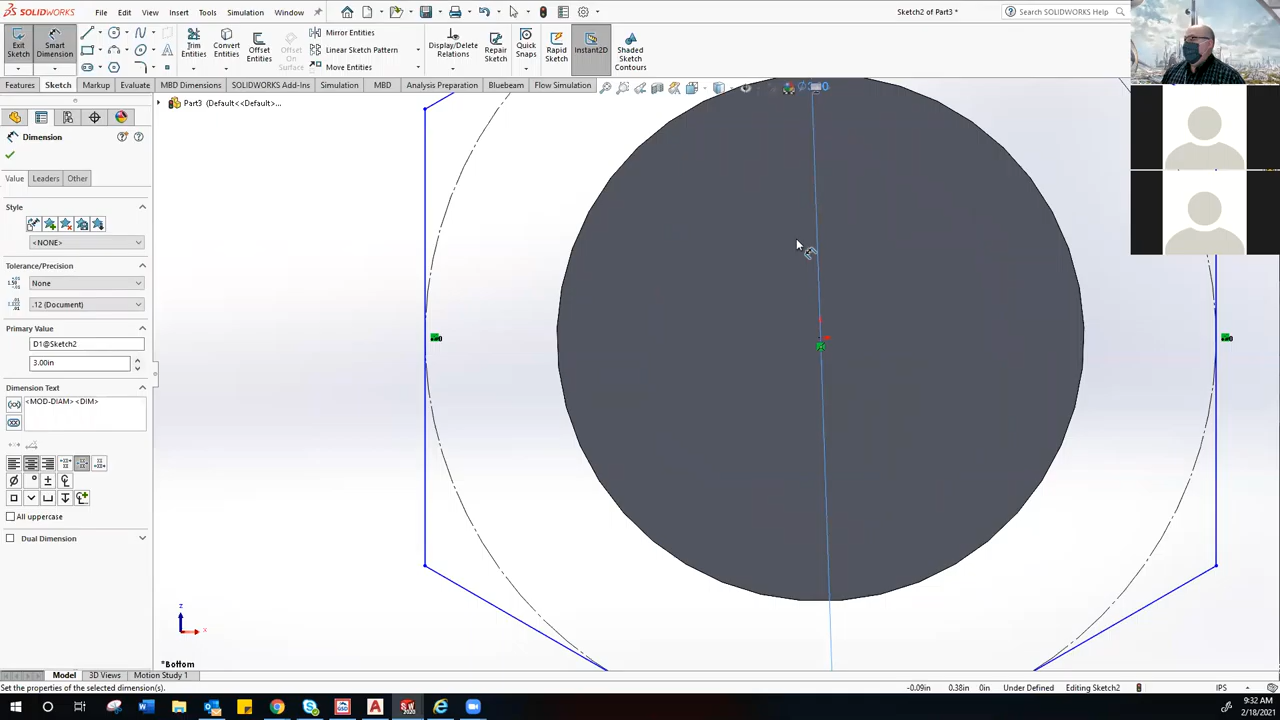 SOLIDWORKS File Edit View Insert Tools Simulation Window Sketch2 of Part3 * Search SOLIDWORKS Help
Exit Sketch
Smart Dimension
Trim Entities
Convert Entities
Offset Entities
Offset On Surface
Mirror Entities
Linear Sketch Pattern
Move Entities
Display/Delete Relations
Repair Sketch
Quick Snaps
Rapid Sketch
Instant2D
Shaded Sketch Contours
Features Sketch Markup Evaluate MBD Dimensions SOLIDWORKS Add-Ins Simulation MBD Analysis Preparation Bluebeam Flow Simulation
Part3 (Default<<Default>...
Dimension
Value Leaders Other
Style
<NONE>
Tolerance/Precision
None
.12 (Document)
Primary Value
D1@Sketch2
3.00in
Dimension Text
<MOD-DIAM><DIM>
All uppercase
Dual Dimension
z
x
*Bottom
Model 3D Views Motion Study 1
Set the properties of the selected dimension(s). -0.09in 0.38in 0in Under Defined Editing Sketch2 IPS
9:32 AM
2/18/2021